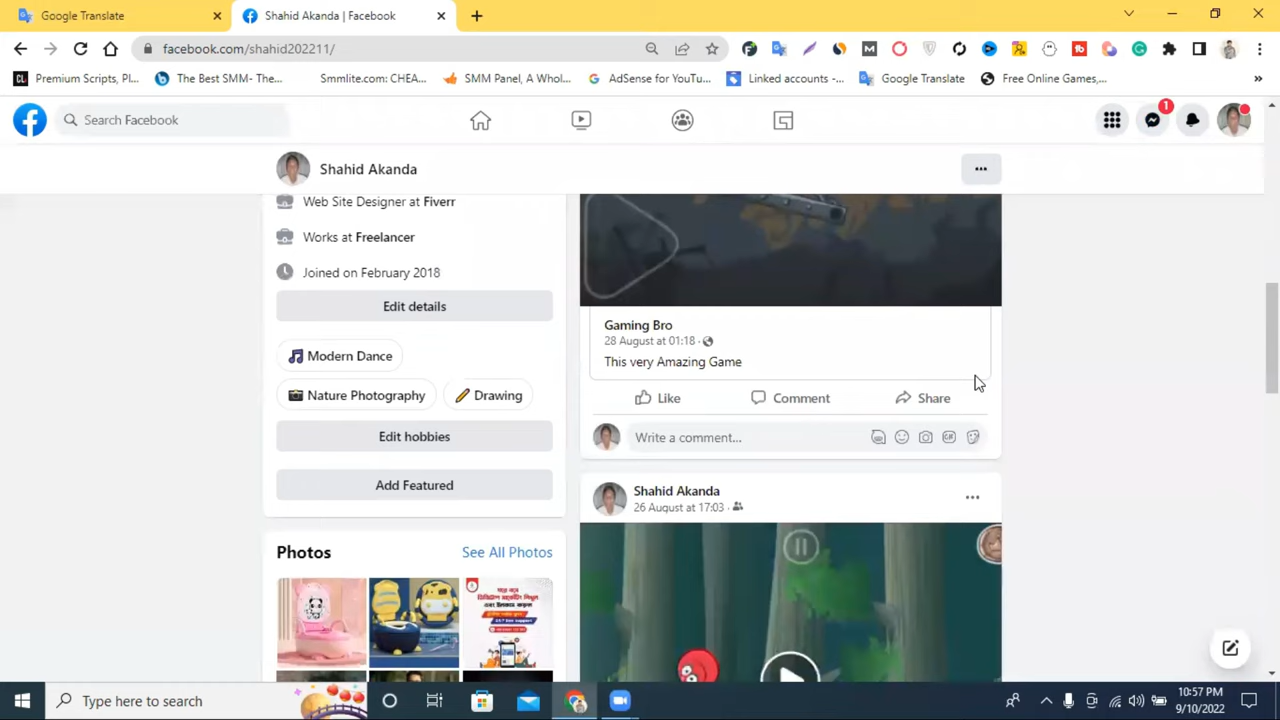 Google Translate
Shahid Akanda | Facebook
facebook.com/shahid202211/
Premium Scripts, Pl...
The Best SMM- The...
Smmlite.com: CHEA...
SMM Panel, A Whol...
AdSense for YouTu...
Linked accounts -...
Google Translate
Free Online Games,...
Search Facebook
1
Shahid Akanda
Web Site Designer at Fiverr
Works at Freelancer
Joined on February 2018
Edit details
Modern Dance
Nature Photography
Drawing
Edit hobbies
Add Featured
Photos
See All Photos
Gaming Bro
28 August at 01:18
This very Amazing Game
Like
Comment
Share
Write a comment...
GIF
Shahid Akanda
26 August at 17:03
Type here to search
10:57 PM
9/10/2022